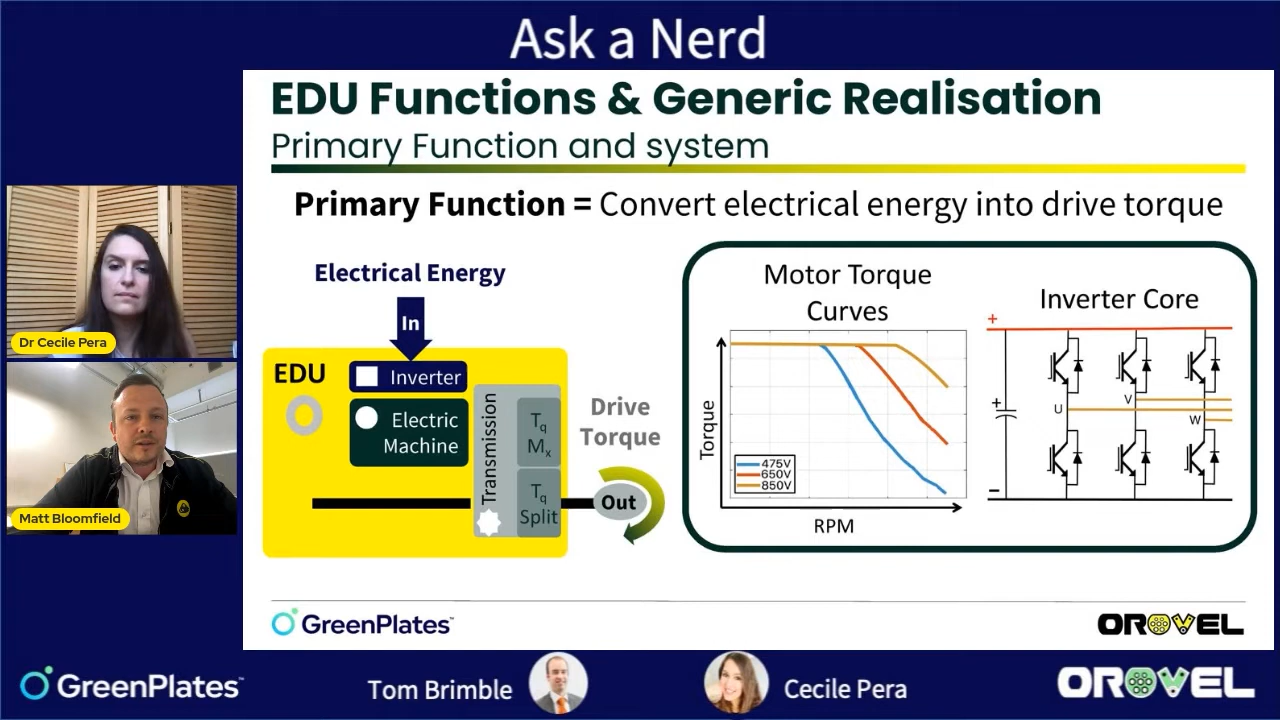 Ask a Nerd
EDU Functions & Generic Realisation
Primary Function and system
Primary Function = Convert electrical energy into drive torque
Electrical Energy
In
EDU
Inverter
Electric
Machine
Transmission
Tq
Mx
Tq
Split
Drive
Torque
Out
Motor Torque
Curves
Torque
475V
650V
850V
RPM
Inverter Core
+
+
U
V
W
–
GreenPlates™
OROVEL
Dr Cecile Pera
Matt Bloomfield
GreenPlates™
Tom Brimble
Cecile Pera
OROVEL